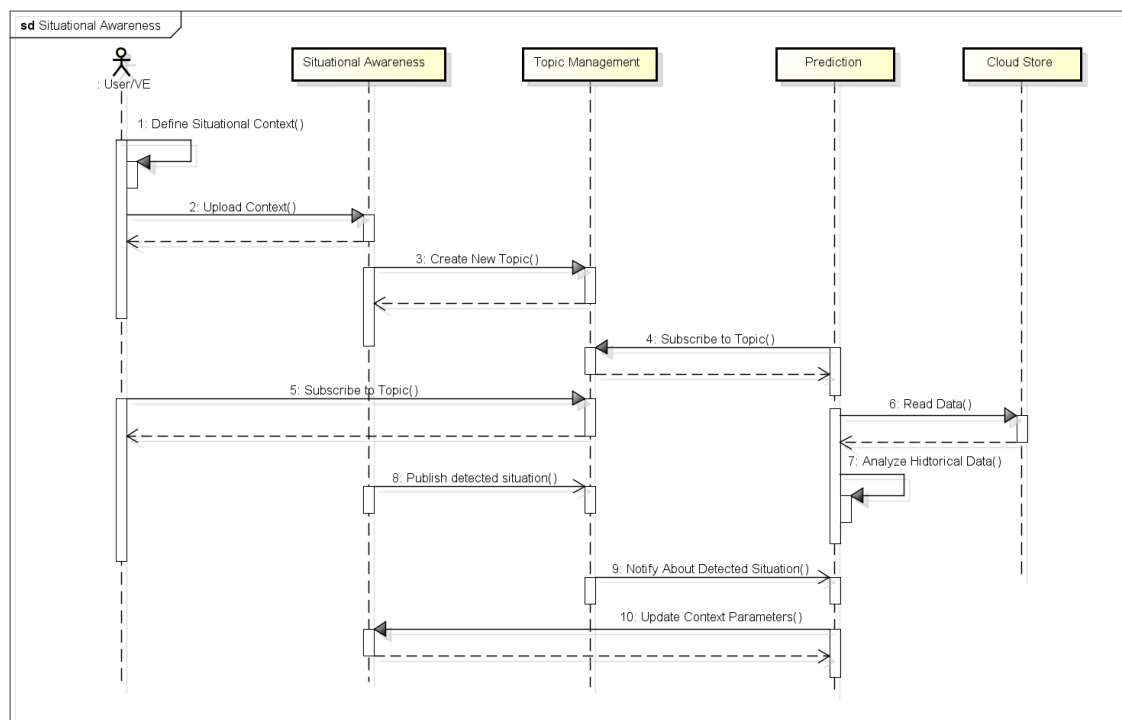 sd Situational Awareness
: User/VE
Situational Awareness
Topic Management
Prediction
Cloud Store
1: Define Situational Context()
2: Upload Context()
3: Create New Topic()
4: Subscribe to Topic()
5: Subscribe to Topic()
6: Read Data()
7: Analyze Hidtorical Data()
8: Publish detected situation()
9: Notify About Detected Situation()
10: Update Context Parameters()